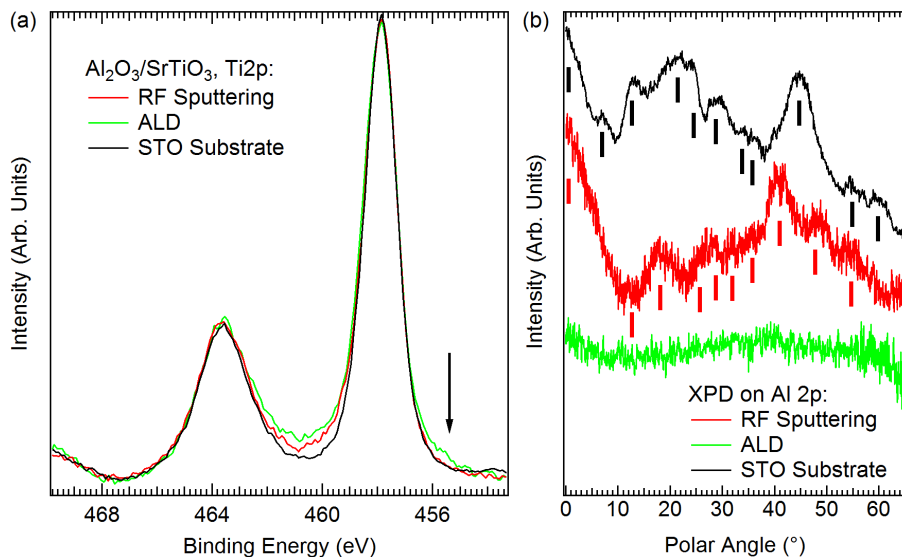 (a)
Al₂O₃/SrTiO₃, Ti2p:
RF Sputtering
ALD
STO Substrate
Intensity (Arb. Units)
468
464
460
456
Binding Energy (eV)
(b)
Intensity (Arb. Units)
XPD on Al 2p:
RF Sputtering
ALD
STO Substrate
0
10
20
30
40
50
60
Polar Angle (°)